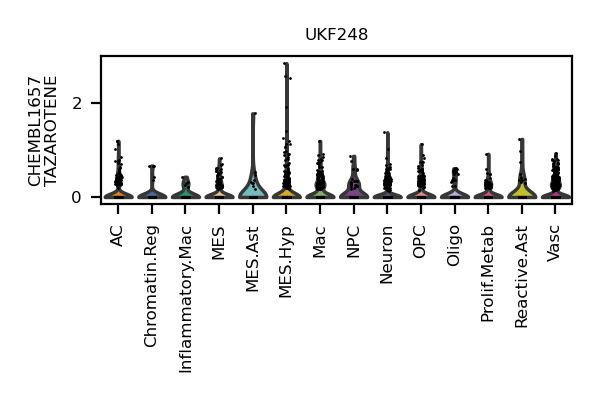 UKF248
CHEMBL1657
TAZAROTENE
2
0
AC
Chromatin.Reg
Inflammatory.Mac
MES
MES.Ast
MES.Hyp
Mac
NPC
Neuron
OPC
Oligo
Prolif.Metab
Reactive.Ast
Vasc